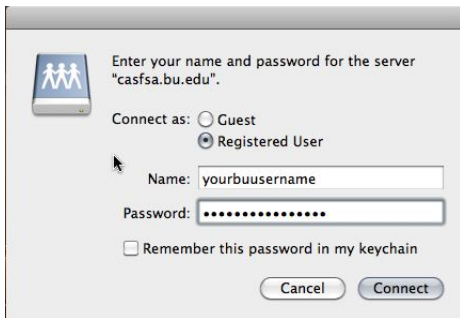 Enter your name and password for the server
"casfsa.bu.edu".
Connect as: Guest
Registered User
Name: yourbuusername
Password: ••••••••••••••••
Remember this password in my keychain
Cancel Connect